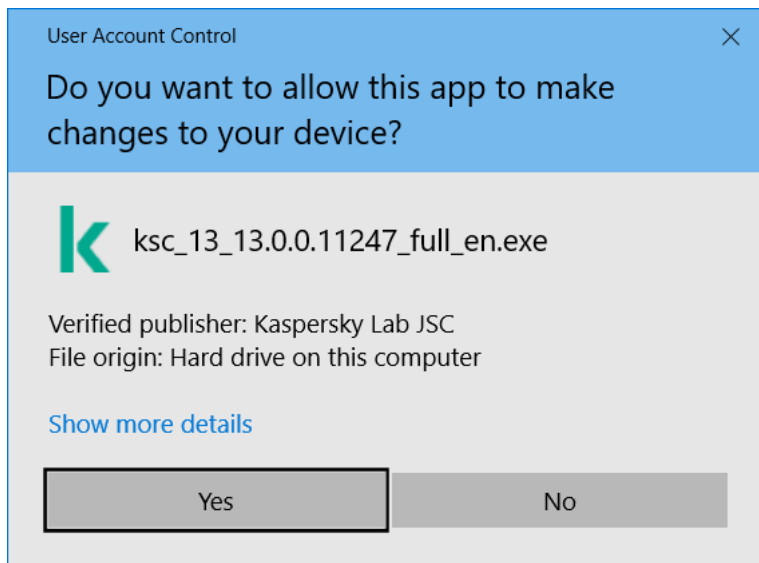 User Account Control
Do you want to allow this app to make
changes to your device?
ksc_13_13.0.0.11247_full_en.exe
Verified publisher: Kaspersky Lab JSC
File origin: Hard drive on this computer
Show more details
Yes
No